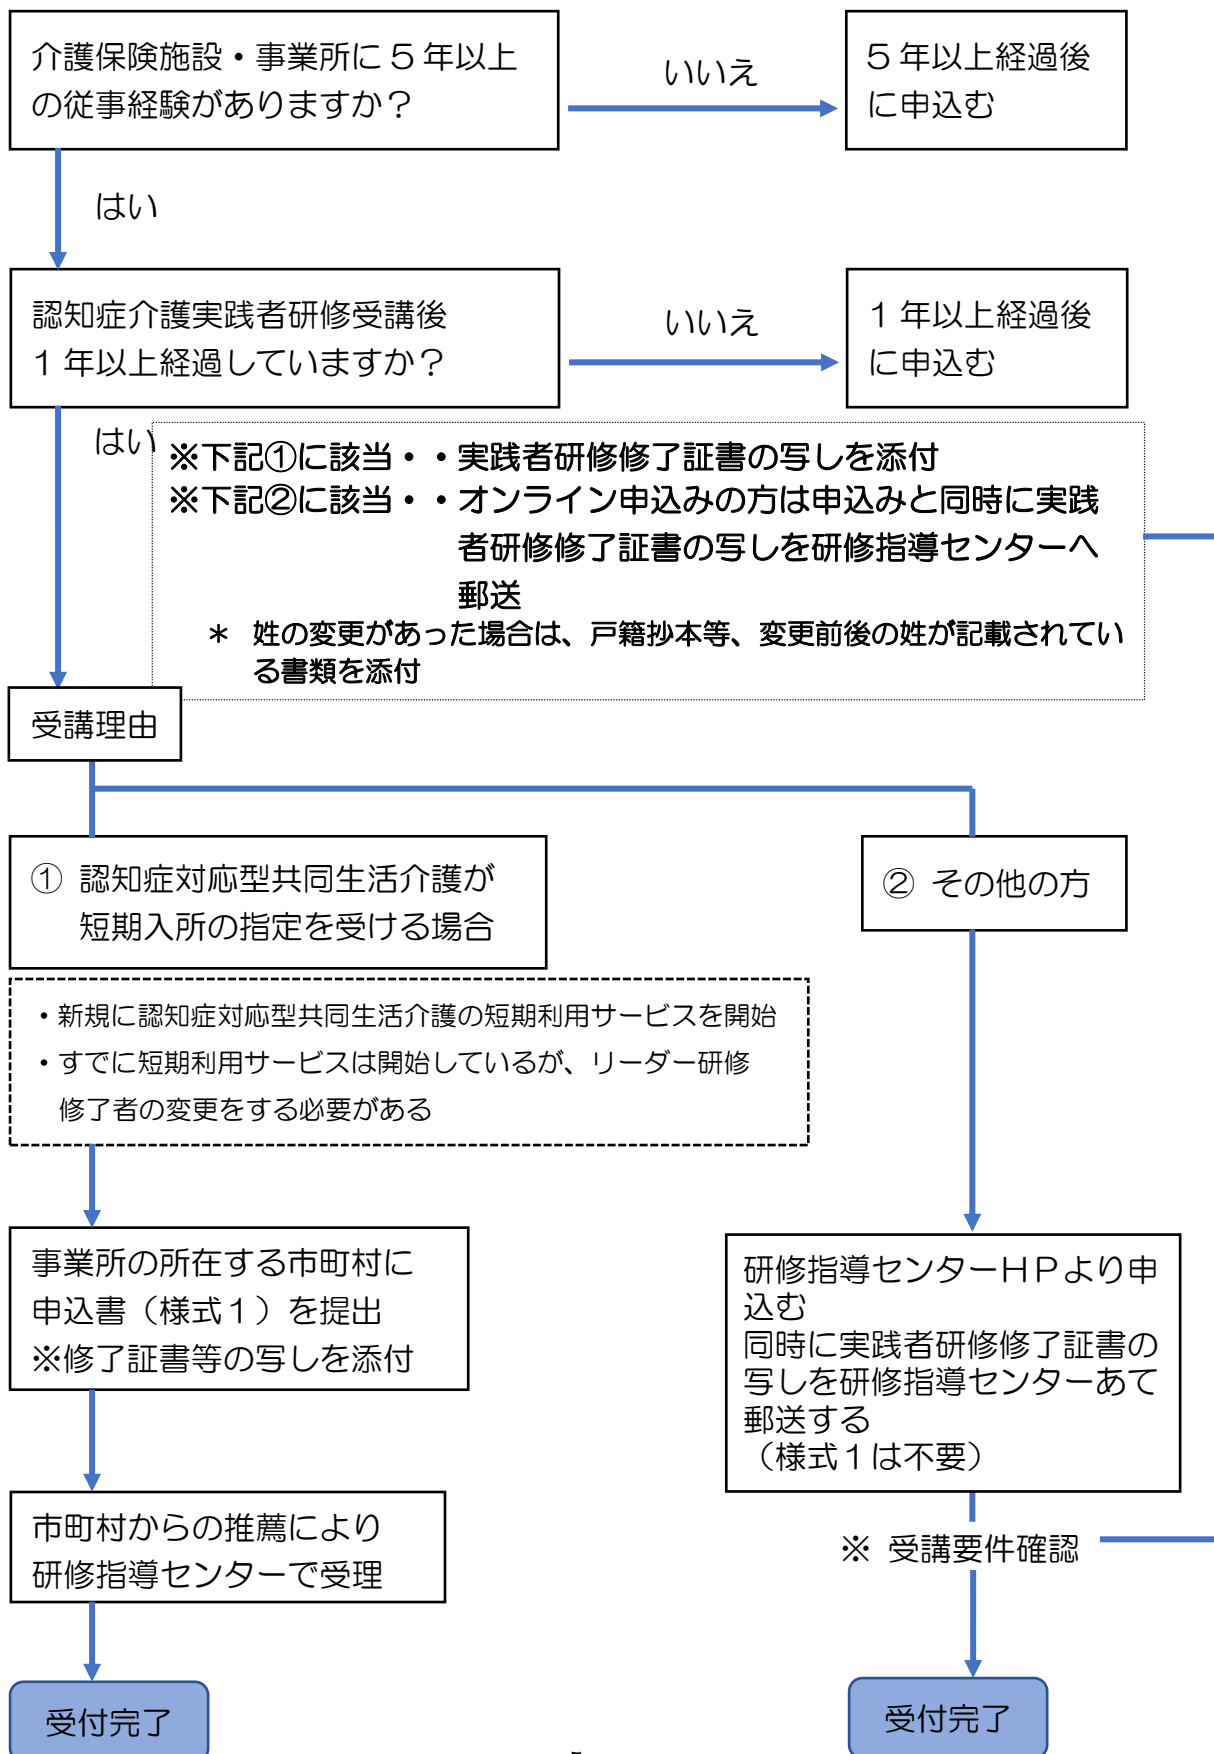 介護保険施設・事業所に５年以上
の従事経験がありますか？
いいえ
５年以上経過後
に申込む
はい
認知症介護実践者研修受講後
１年以上経過していますか？
いいえ
１年以上経過後
に申込む
はい
※下記①に該当・・実践者研修修了証書の写しを添付
※下記②に該当・・オンライン申込みの方は申込みと同時に実践
者研修修了証書の写しを研修指導センターへ
郵送
＊　姓の変更があった場合は、戸籍抄本等、変更前後の姓が記載されてい
る書類を添付
受講理由
① 認知症対応型共同生活介護が
短期入所の指定を受ける場合
② その他の方
・新規に認知症対応型共同生活介護の短期利用サービスを開始
・すでに短期利用サービスは開始しているが、リーダー研修
修了者の変更をする必要がある
事業所の所在する市町村に
申込書（様式１）を提出
※修了証書等の写しを添付
研修指導センターＨＰより申
込む
同時に実践者研修修了証書の
写しを研修指導センターあて
郵送する
（様式１は不要）
市町村からの推薦により
研修指導センターで受理
※ 受講要件確認
受付完了
受付完了